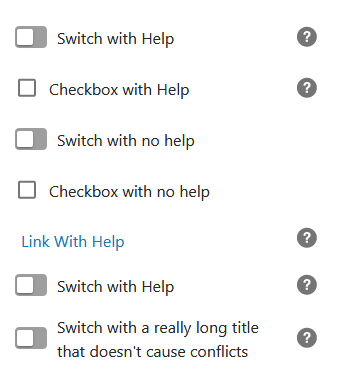 Switch with Help ?
Checkbox with Help ?
Switch with no help
Checkbox with no help
Link With Help ?
Switch with Help ?
Switch with a really long title
that doesn't cause conflicts ?